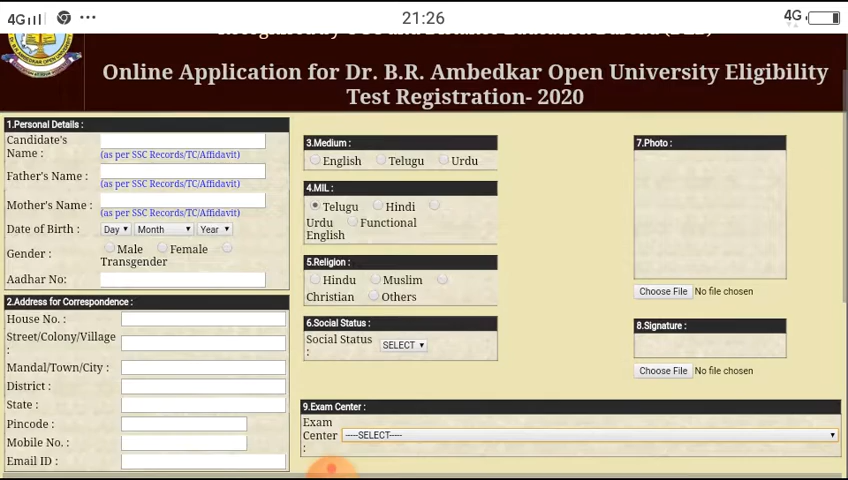 4G
21:26
4G
Online Application for Dr. B.R. Ambedkar Open University Eligibility
Test Registration- 2020
1.Personal Details :
Candidate's
Name :
(as per SSC Records/TC/Affidavit)
Father's Name :
(as per SSC Records/TC/Affidavit)
Mother's Name :
(as per SSC Records/TC/Affidavit)
Date of Birth : Day Month Year
Gender : Male Female
Transgender
Aadhar No:
2.Address for Correspondence :
House No. :
Street/Colony/Village
:
Mandal/Town/City :
District :
State :
Pincode :
Mobile No. :
Email ID :
3.Medium :
English Telugu Urdu
4.MIL :
Telugu Hindi
Urdu Functional
English
5.Religion :
Hindu Muslim
Christian Others
6.Social Status :
Social Status
: SELECT
7.Photo :
Choose File No file chosen
8.Signature :
Choose File No file chosen
9.Exam Center :
Exam
Center
:
-----SELECT-----